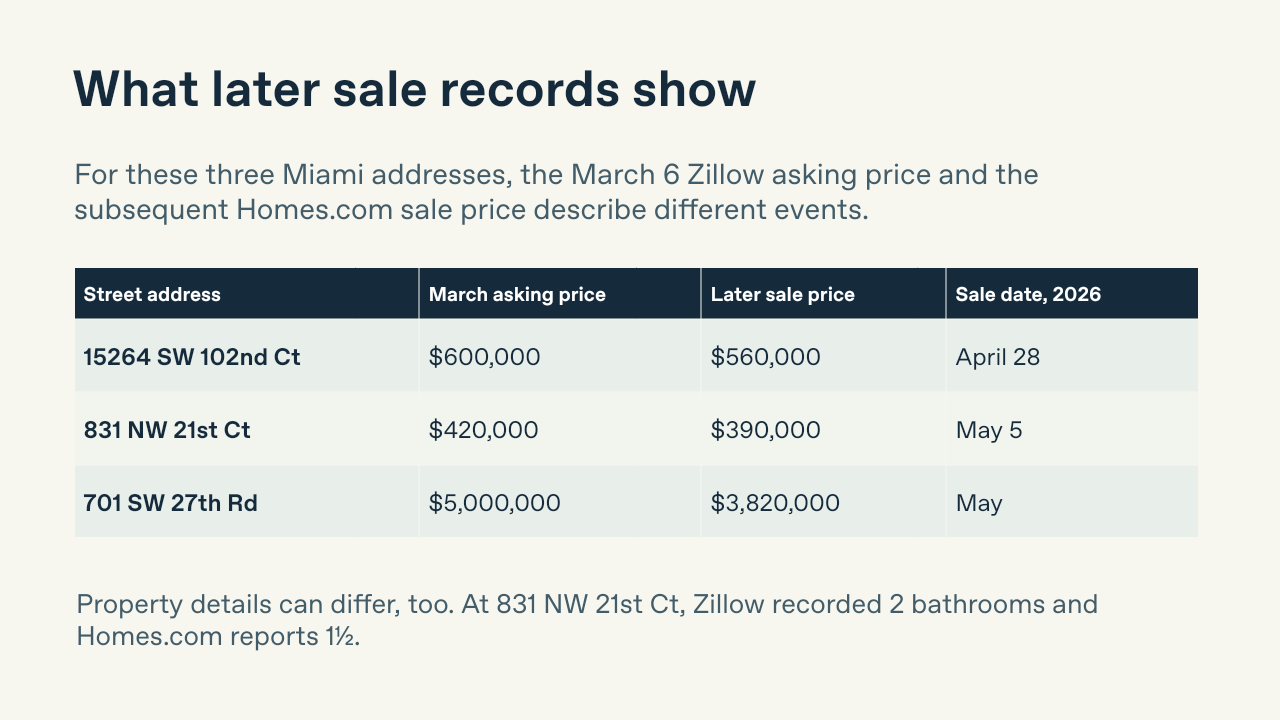 What later sale records show
For these three Miami addresses, the March 6 Zillow asking price and the
subsequent Homes.com sale price describe different events.
Street address March asking price Later sale price Sale date, 2026
15264 SW 102nd Ct $600,000 $560,000 April 28
831 NW 21st Ct $420,000 $390,000 May 5
701 SW 27th Rd $5,000,000 $3,820,000 May
Property details can differ, too. At 831 NW 21st Ct, Zillow recorded 2 bathrooms and
Homes.com reports 1½.